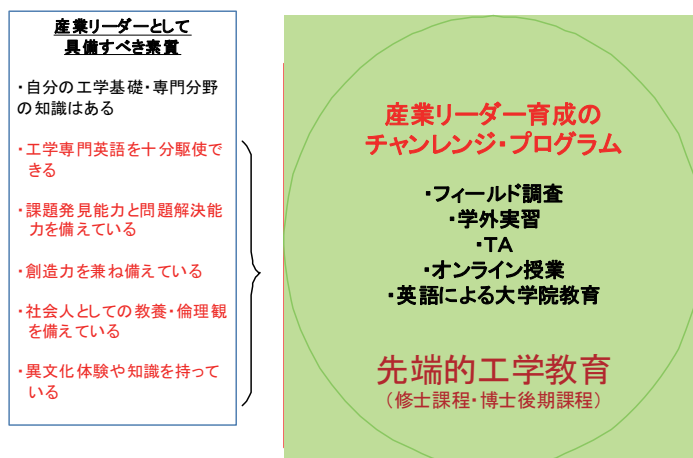 産業リーダーとして
具備すべき素質
・自分の工学基礎・専門分野
の知識はある
・工学専門英語を十分駆使で
きる
・課題発見能力と問題解決能
力を備えている
・創造力を兼ね備えている
・社会人としての教養・倫理観
を備えている
・異文化体験や知識を持って
いる
産業リーダー育成の
チャンレンジ・プログラム
・フィールド調査
・学外実習
・TA
・オンライン授業
・英語による大学院教育
先端的工学教育
（修士課程・博士後期課程）